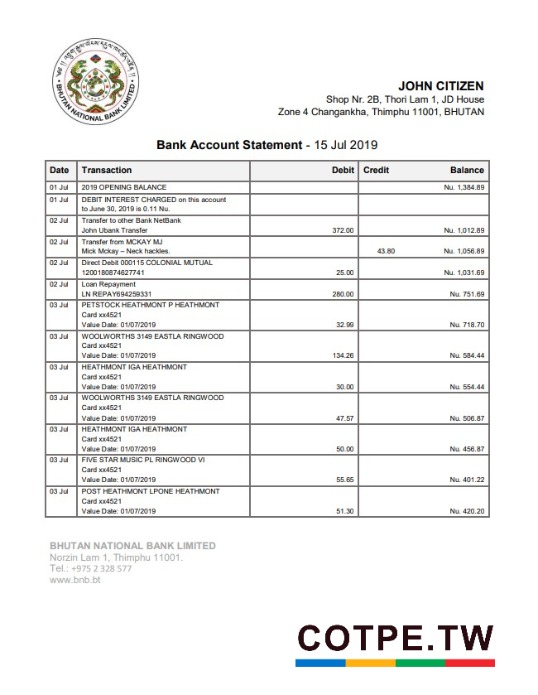 BHUTAN NATIONAL BANK LIMITED
JOHN CITIZEN
Shop Nr. 2B, Thori Lam 1, JD House
Zone 4 Changankha, Thimphu 11001, BHUTAN
Bank Account Statement - 15 Jul 2019
Date Transaction Debit Credit Balance
01 Jul 2019 OPENING BALANCE Nu. 1,384.89
01 Jul DEBIT INTEREST CHARGED on this account
to June 30, 2019 is 0.11 Nu.
02 Jul Transfer to other Bank NetBank
John Ubank Transfer 372.00 Nu. 1,012.89
02 Jul Transfer from MCKAY MJ
Mick Mckay – Neck hackles. 43.80 Nu. 1,056.89
02 Jul Direct Debit 000115 COLONIAL MUTUAL
1200180874627741 25.00 Nu. 1,031.69
02 Jul Loan Repayment
LN REPAY694259331 280.00 Nu. 751.69
03 Jul PETSTOCK HEATHMONT P HEATHMONT
Card xx4521
Value Date: 01/07/2019 32.99 Nu. 718.70
03 Jul WOOLWORTHS 3149 EASTLA RINGWOOD
Card xx4521
Value Date: 01/07/2019 134.26 Nu. 584.44
03 Jul HEATHMONT IGA HEATHMONT
Card xx4521
Value Date: 01/07/2019 30.00 Nu. 554.44
03 Jul WOOLWORTHS 3149 EASTLA RINGWOOD
Card xx4521
Value Date: 01/07/2019 47.57 Nu. 506.87
03 Jul HEATHMONT IGA HEATHMONT
Card xx4521
Value Date: 01/07/2019 50.00 Nu. 456.87
03 Jul FIVE STAR MUSIC PL RINGWOOD VI
Card xx4521
Value Date: 01/07/2019 55.65 Nu. 401.22
03 Jul POST HEATHMONT LPONE HEATHMONT
Card xx4521
Value Date: 01/07/2019 51.30 Nu. 420.20
BHUTAN NATIONAL BANK LIMITED
Norzin Lam 1, Thimphu 11001.
Tel.: +975 2 328 577
www.bnb.bt
COTPE.TW